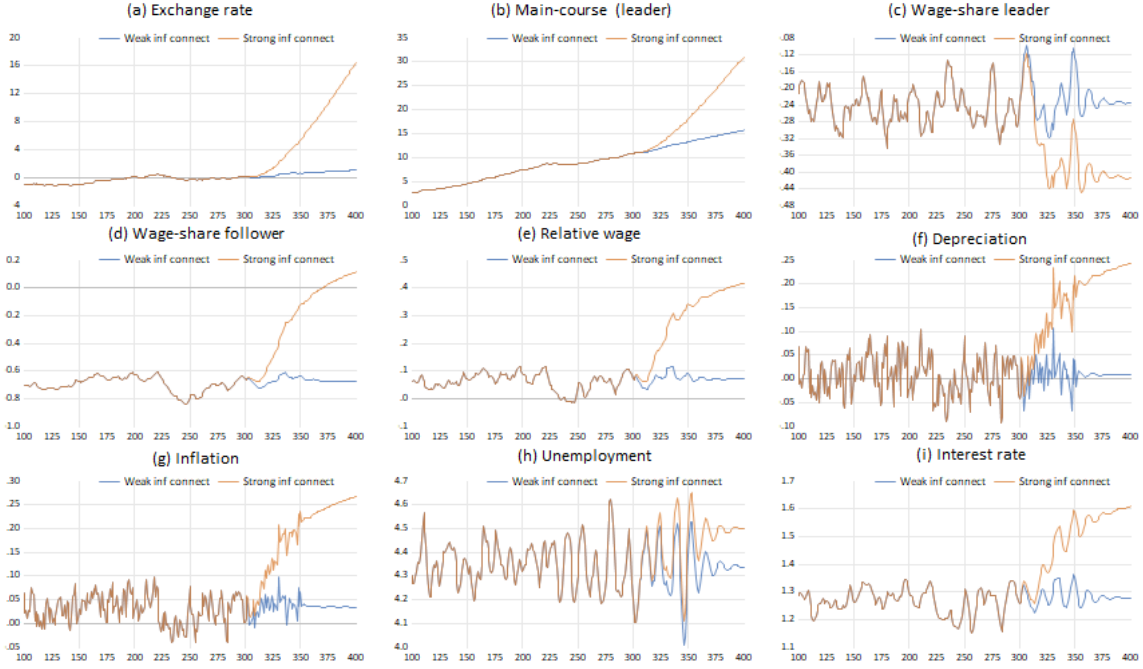 (a) Exchange rate
Weak inf connect Strong inf connect
20
16
12
8
4
0
4
100 125 150 175 200 225 250 275 300 325 350 375 400
(b) Main-course (leader)
Weak inf connect Strong inf connect
35
30
25
20
15
10
5
0
100 125 150 175 200 225 250 275 300 325 350 375 400
(c) Wage-share leader
Weak inf connect Strong inf connect
.08
.12
.16
.20
.24
.28
.32
.36
.40
.44
.48
100 125 150 175 200 225 250 275 300 325 350 375 400
(d) Wage-share follower
Weak inf connect Strong inf connect
0.2
0.0
0.2
0.4
0.6
0.8
1.0
100 125 150 175 200 225 250 275 300 325 350 375 400
(e) Relative wage
Weak inf connect Strong inf connect
.5
.4
.3
.2
.1
.0
.1
100 125 150 175 200 225 250 275 300 325 350 375 400
(f) Depreciation
Weak inf connect Strong inf connect
.25
.20
.15
.10
.05
.00
.05
.10
100 125 150 175 200 225 250 275 300 325 350 375 400
(g) Inflation
Weak inf connect Strong inf connect
.30
.25
.20
.15
.10
.05
.00
.05
100 125 150 175 200 225 250 275 300 325 350 375 400
(h) Unemployment
Weak inf connect Strong inf connect
4.7
4.6
4.5
4.4
4.3
4.2
4.1
4.0
100 125 150 175 200 225 250 275 300 325 350 375 400
(i) Interest rate
Weak inf connect Strong inf connect
1.7
1.6
1.5
1.4
1.3
1.2
1.1
1.1
100 125 150 175 200 225 250 275 300 325 350 375 400